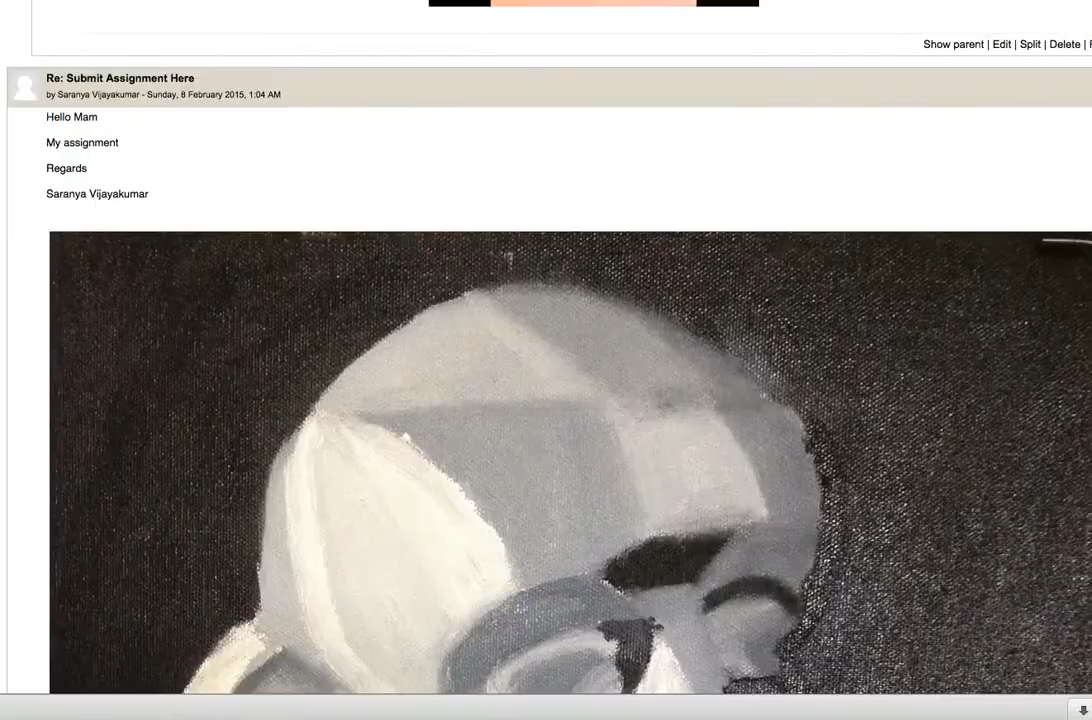 Show parent | Edit | Split | Delete |
Re: Submit Assignment Here
by Saranya Vijayakumar - Sunday, 8 February 2015, 1:04 AM
Hello Mam
My assignment
Regards
Saranya Vijayakumar